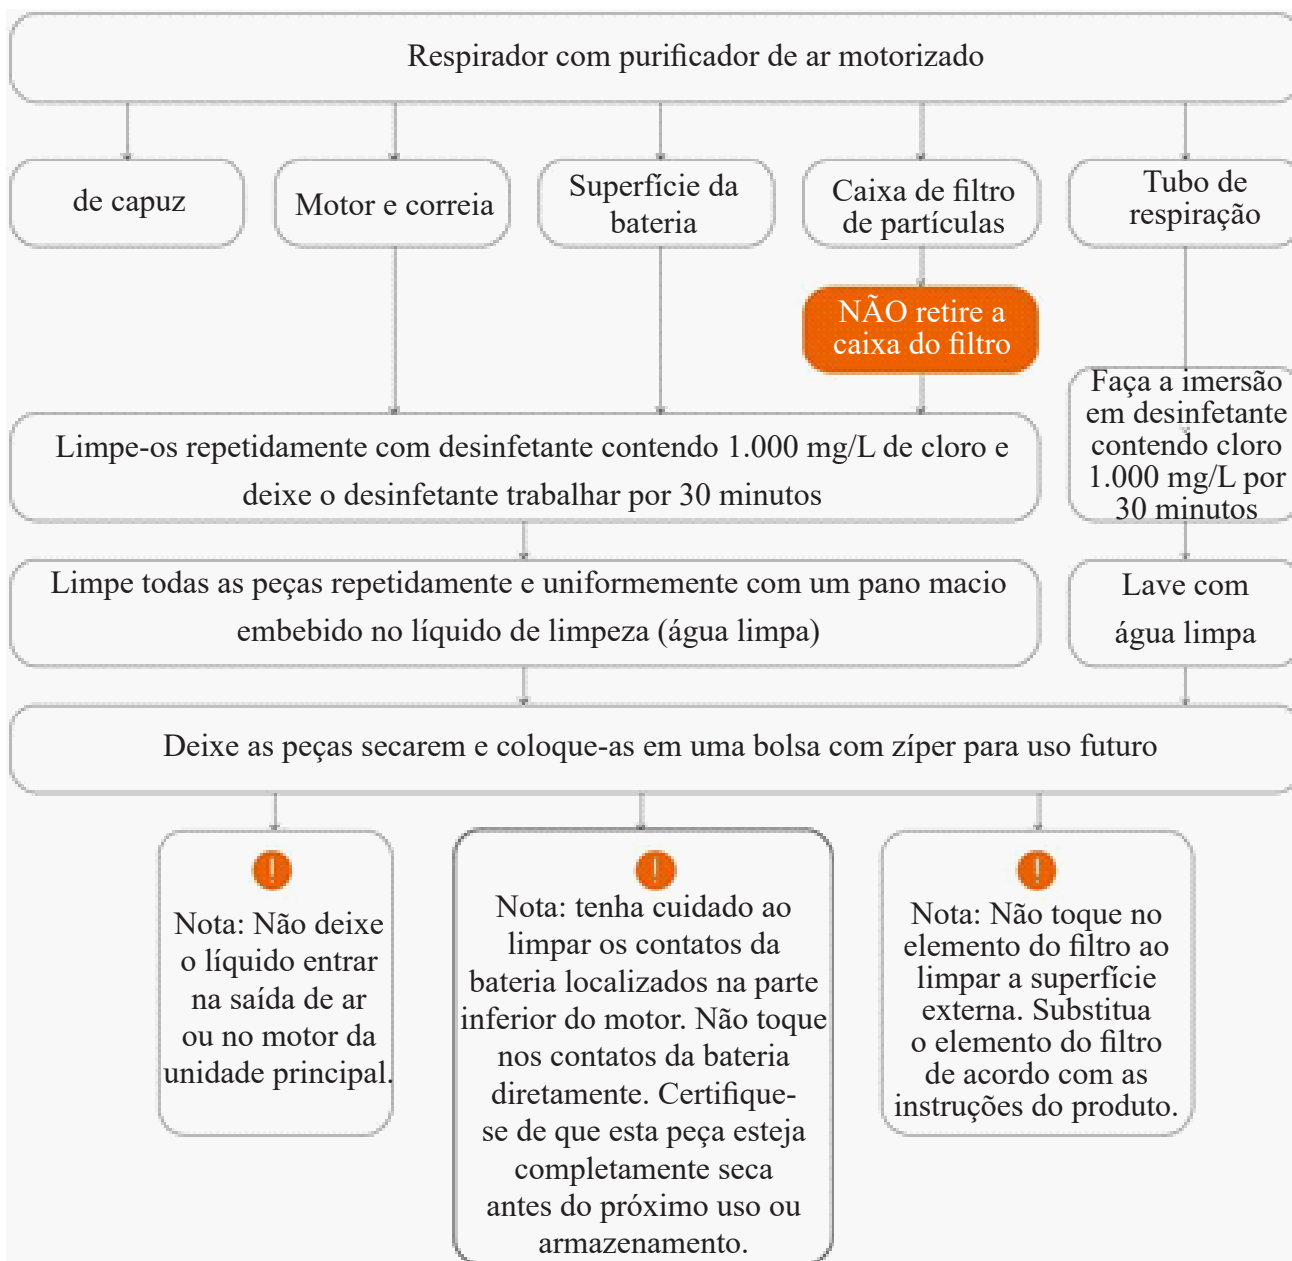 Respirador com purificador de ar motorizado
de capuz
Motor e correia
Superfície da
bateria
Caixa de filtro
de partículas
Tubo de
respiração
NÃO retire a
caixa do filtro
Limpe-os repetidamente com desinfetante contendo 1.000 mg/L de cloro e
deixe o desinfetante trabalhar por 30 minutos
Faça a imersão
em desinfetante
contendo cloro
1.000 mg/L por
30 minutos
Limpe todas as peças repetidamente e uniformemente com um pano macio
embebido no líquido de limpeza (água limpa)
Lave com
água limpa
Deixe as peças secarem e coloque-as em uma bolsa com zíper para uso futuro
Nota: Não deixe
o líquido entrar
na saída de ar
ou no motor da
unidade principal.
Nota: tenha cuidado ao
limpar os contatos da
bateria localizados na parte
inferior do motor. Não toque
nos contatos da bateria
diretamente. Certifique-
se de que esta peça esteja
completamente seca
antes do próximo uso ou
armazenamento.
Nota: Não toque no
elemento do filtro ao
limpar a superfície
externa. Substitua
o elemento do filtro
de acordo com as
instruções do produto.